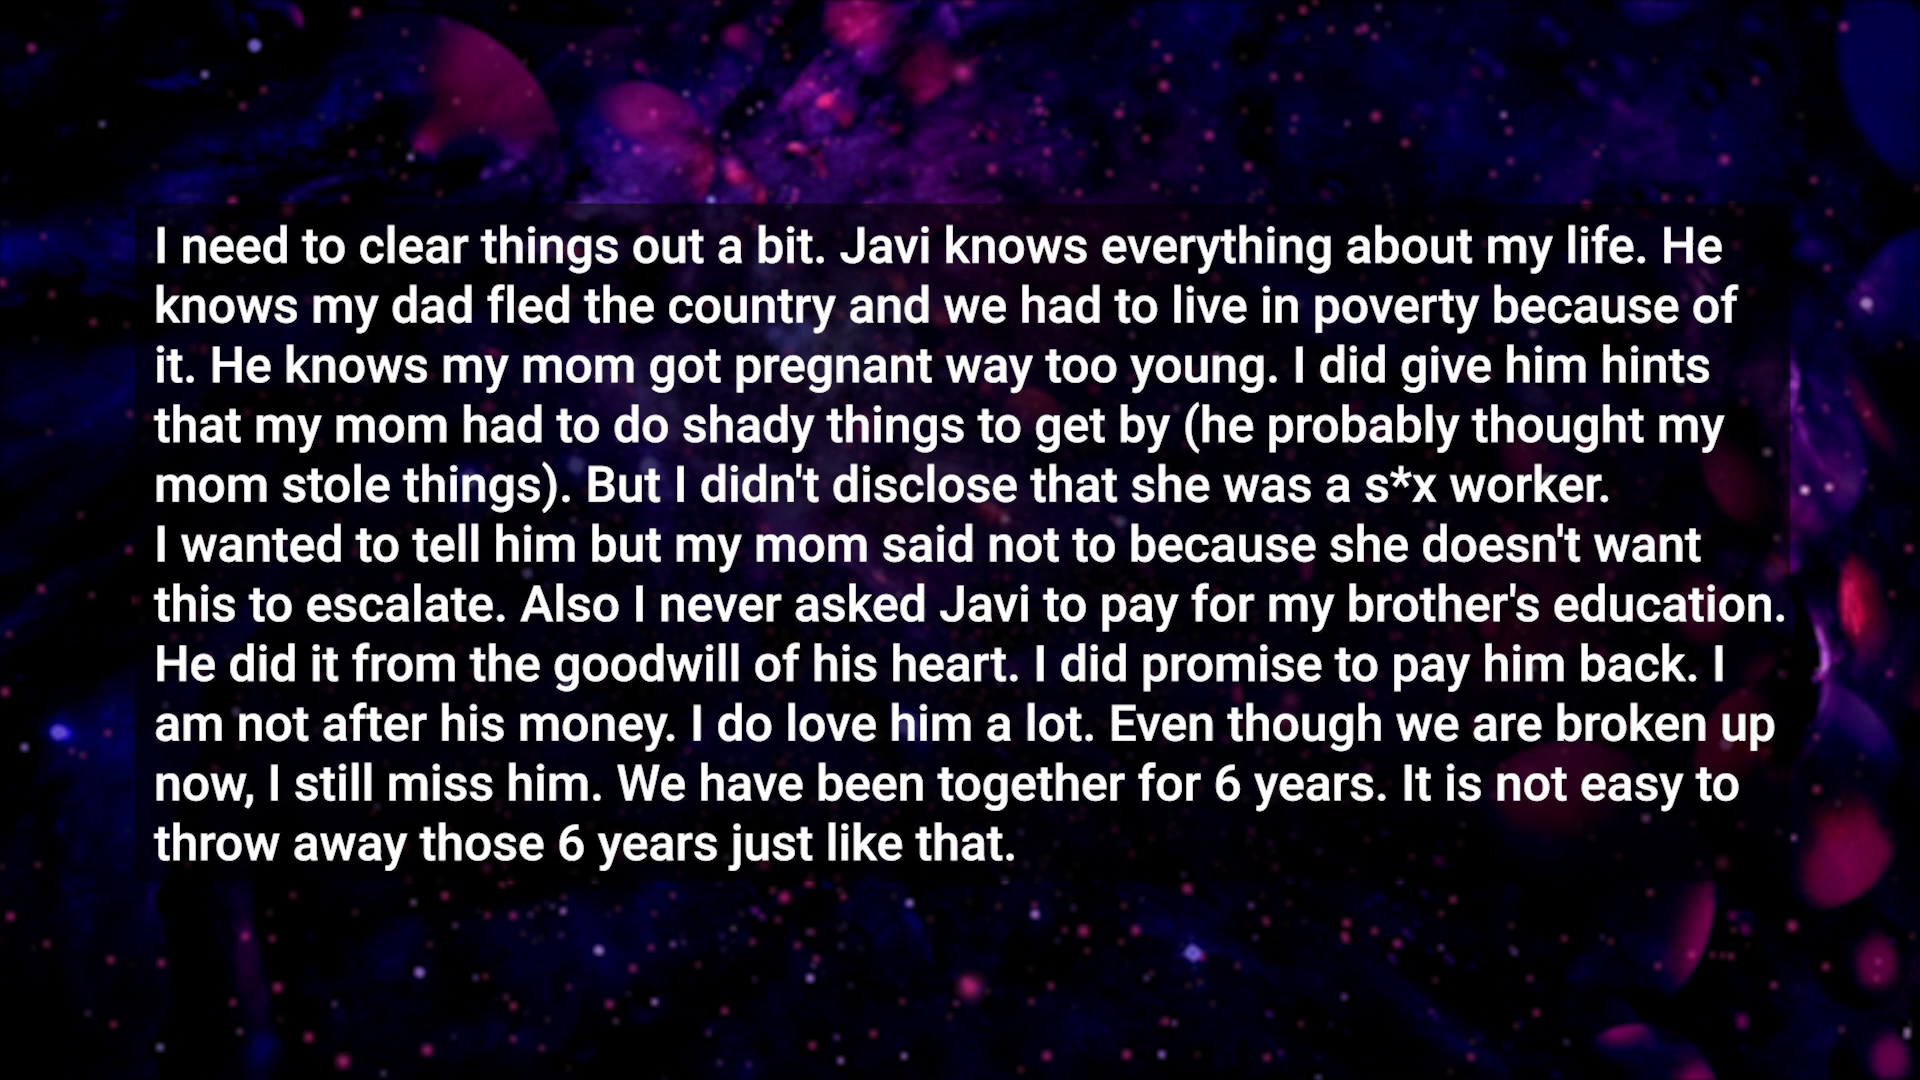 I need to clear things out a bit. Javi knows everything about my life. He
knows my dad fled the country and we had to live in poverty because of
it. He knows my mom got pregnant way too young. I did give him hints
that my mom had to do shady things to get by (he probably thought my
mom stole things). But I didn't disclose that she was a s*x worker.
I wanted to tell him but my mom said not to because she doesn't want
this to escalate. Also I never asked Javi to pay for my brother's education.
He did it from the goodwill of his heart. I did promise to pay him back. I
am not after his money. I do love him a lot. Even though we are broken up
now, I still miss him. We have been together for 6 years. It is not easy to
throw away those 6 years just like that.